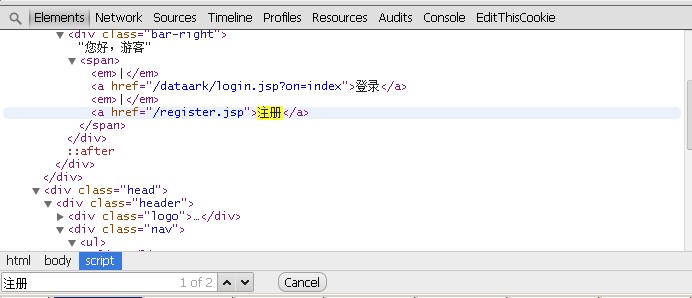 Elements Network Sources Timeline Profiles Resources Audits Console EditThisCookie
<div class="bar-right">
"您好，游客"
<span>
<em>|</em>
<a href="/dataark/login.jsp?on=index">登录</a>
<em>|</em>
<a href="/register.jsp">注册</a>
</span>
</div>
::after
</div>
</div>
<div class="head">
<div class="header">
<div class="logo">…</div>
<div class="nav">
<ul>
html body script
注册 1 of 2 Cancel